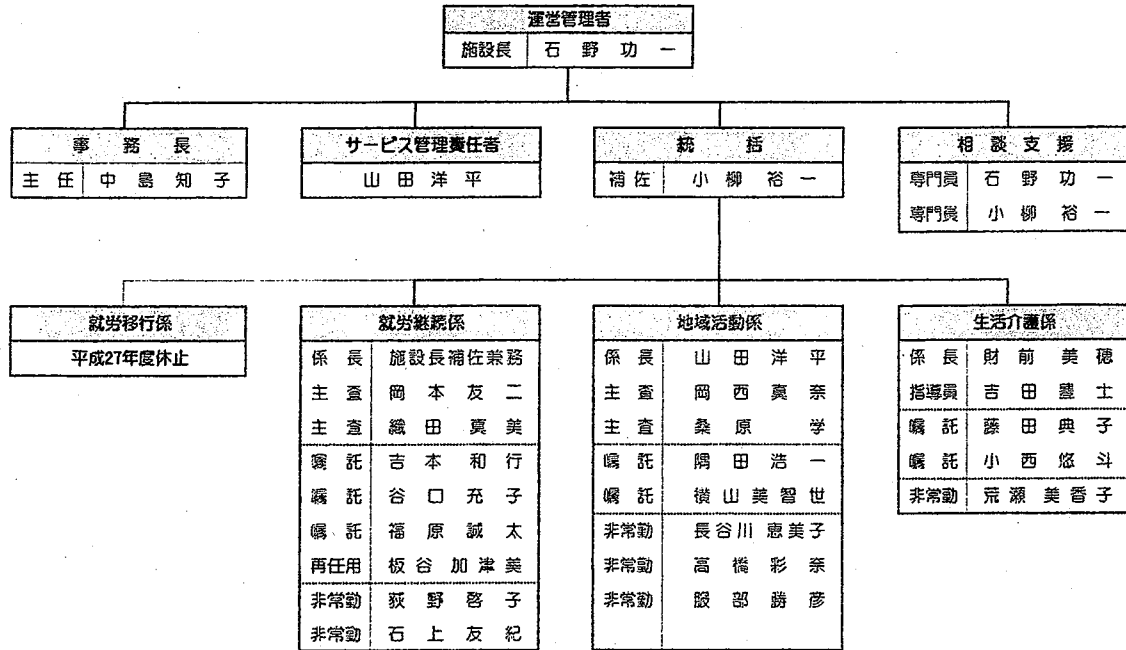 運営管理者
施設長 石野功一
事務長
主任 中島知子
サービス管理責任者
山田洋平
統括
補佐 小柳裕一
相談支援
専門員 石野功一
専門員 小柳裕一
就労移行係
平成27年度休止
就労継続係
係長 施設長補佐兼務
主査 岡本友二
主査 織田真美
嘱託 吉本和行
嘱託 谷口充子
嘱託 福原誠太
再任用 板谷加津美
非常勤 荻野啓子
非常勤 石上友紀
地域活動係
係長 山田洋平
主査 岡西真奈
主査 桑原学
嘱託 隅田浩一
嘱託 横山美智世
非常勤 長谷川恵美子
非常勤 高橋彩奈
非常勤 服部勝彦
生活介護係
係長 財前美穂
指導員 吉田士
嘱託 藤田典子
嘱託 小西悠斗
非常勤 荒瀬美香子